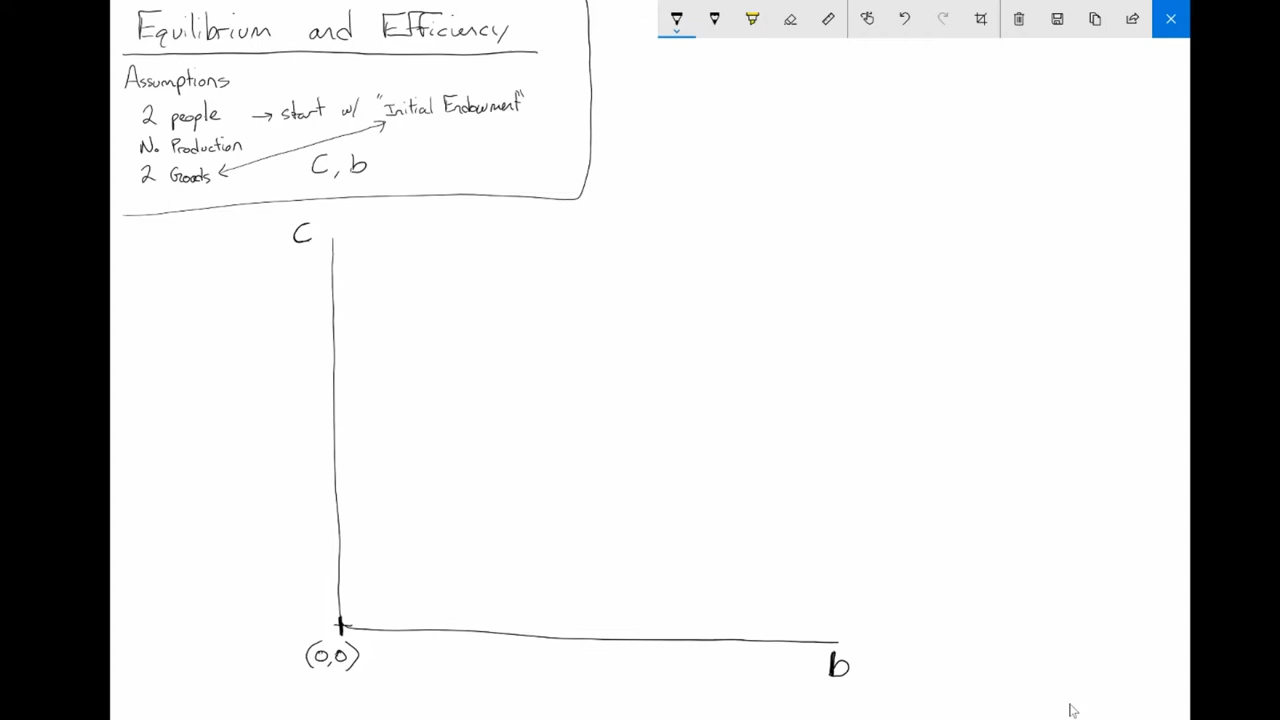 Equilibrium and Efficiency
Assumptions
2 people → start w/ "Initial Endowment"
No Production
2 Goods
C, b
C
(0,0)
b